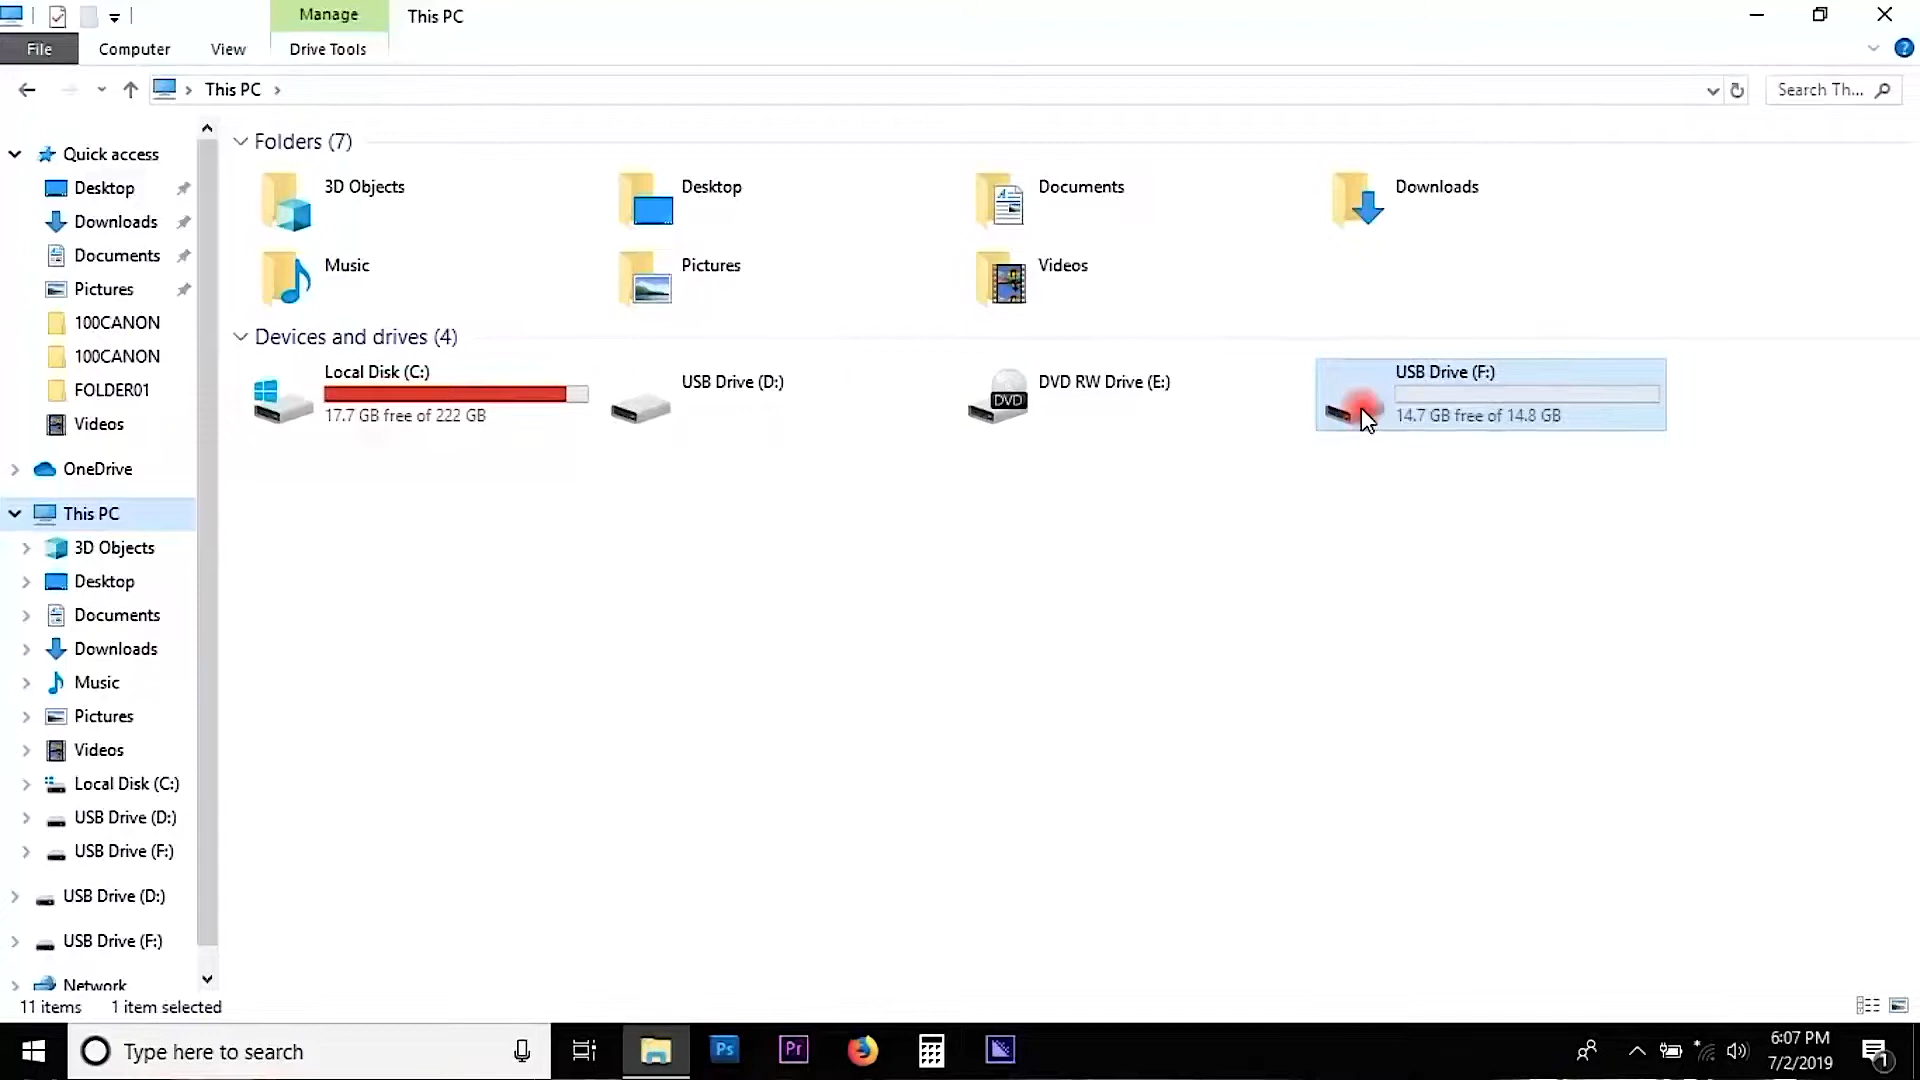 Manage
This PC
File
Computer
View
Drive Tools
This PC
Search Th...
Quick access
Desktop
Downloads
Documents
Pictures
100CANON
100CANON
FOLDER01
Videos
OneDrive
This PC
3D Objects
Desktop
Documents
Downloads
Music
Pictures
Videos
Local Disk (C:)
USB Drive (D:)
USB Drive (F:)
USB Drive (D:)
USB Drive (F:)
Network
Folders (7)
3D Objects
Desktop
Documents
Downloads
Music
Pictures
Videos
Devices and drives (4)
Local Disk (C:)
17.7 GB free of 222 GB
USB Drive (D:)
DVD
DVD RW Drive (E:)
USB Drive (F:)
14.7 GB free of 14.8 GB
11 items
1 item selected
Type here to search
Ps
Pr
6:07 PM
7/2/2019
1